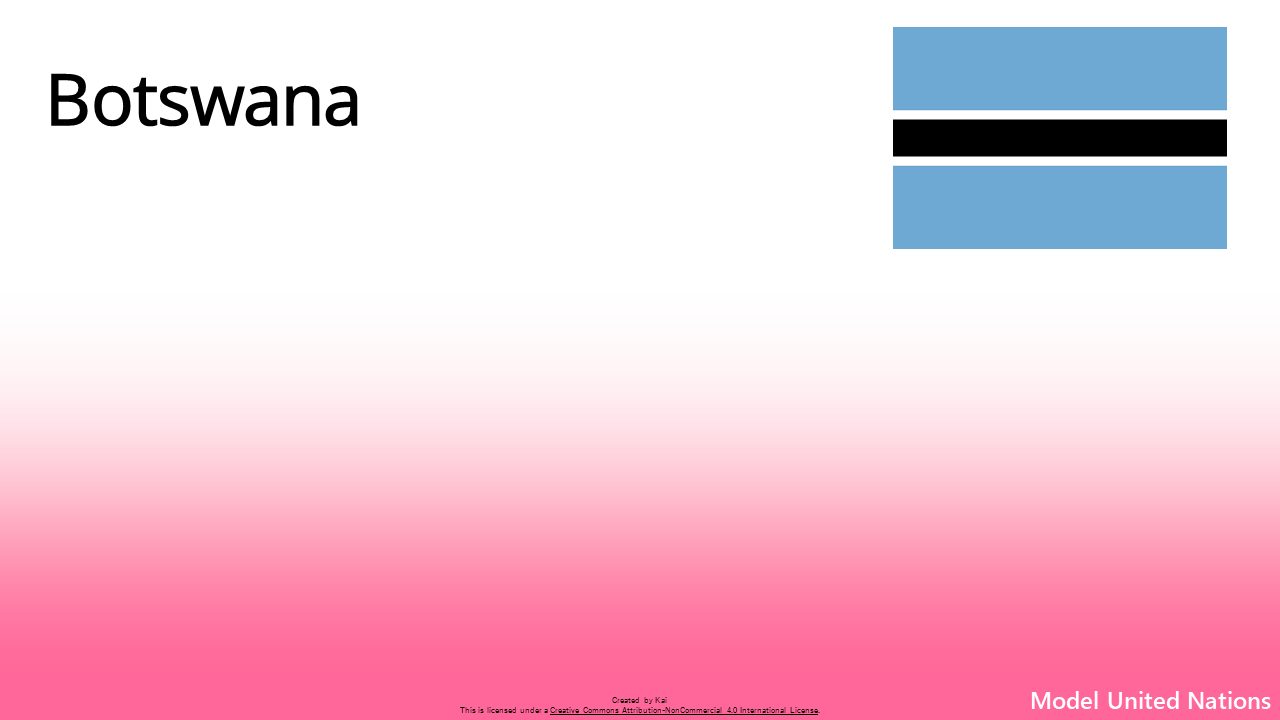 Botswana
Created by Kai
This is licensed under a Creative Commons Attribution-NonCommercial 4.0 International License.
Model United Nations